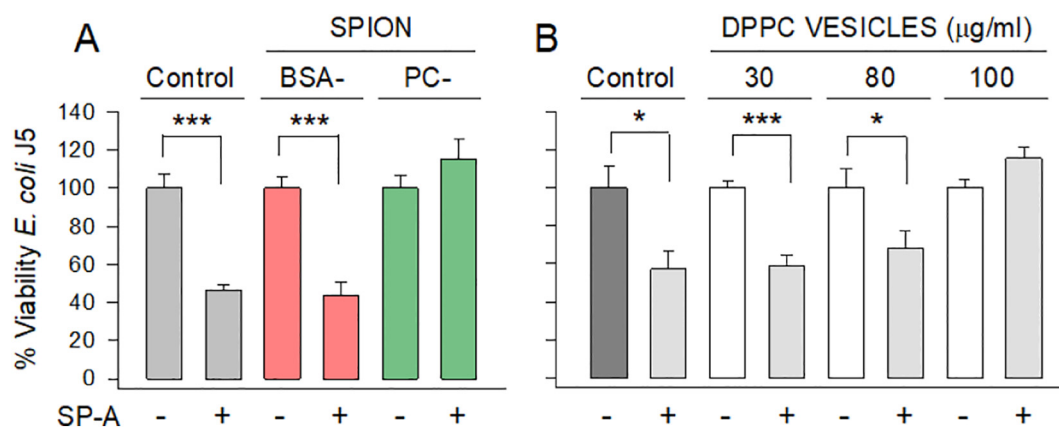 A
SPION
Control BSA- PC-
% Viability E. coli J5
140
120
100
80
60
40
20
0
*** ***
SP-A - + - + - +
B
DPPC VESICLES (µg/ml)
Control 30 80 100
* *** *
- + - + - + - +